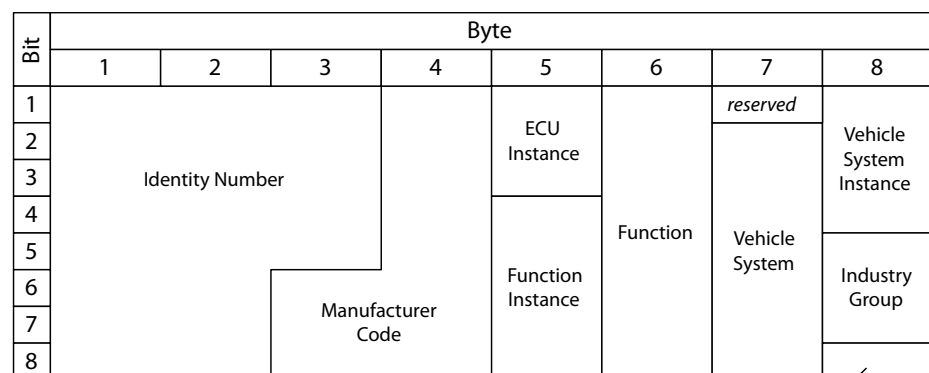 Bit
Byte
1 2 3 4 5 6 7 8
1
2
3
4
5
6
7
8
Identity Number
Manufacturer
Code
ECU
Instance
Function
Instance
Function
reserved
Vehicle
System
Vehicle
System
Instance
Industry
Group